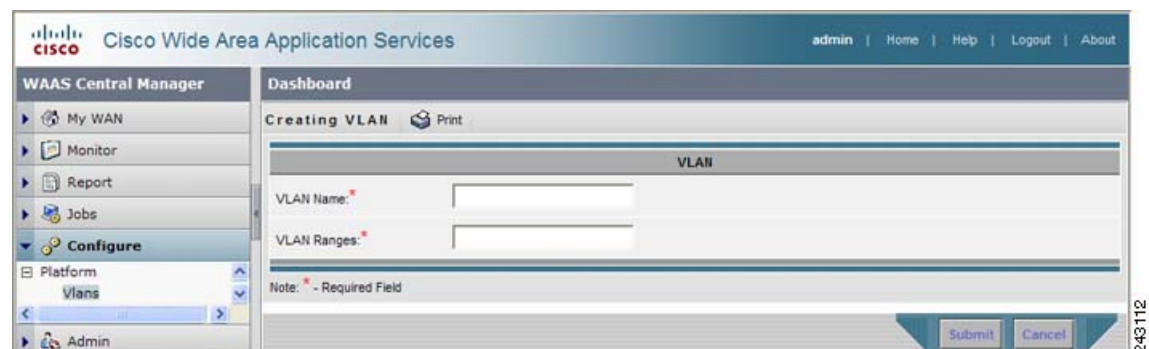 CISCO Cisco Wide Area Application Services
admin | Home | Help | Logout | About
WAAS Central Manager
Dashboard
My WAN
Creating VLAN Print
Monitor
VLAN
Report
VLAN Name:*
Jobs
VLAN Ranges:*
Configure
Platform
Vlans
Note: * - Required Field
Admin
Submit Cancel
243112